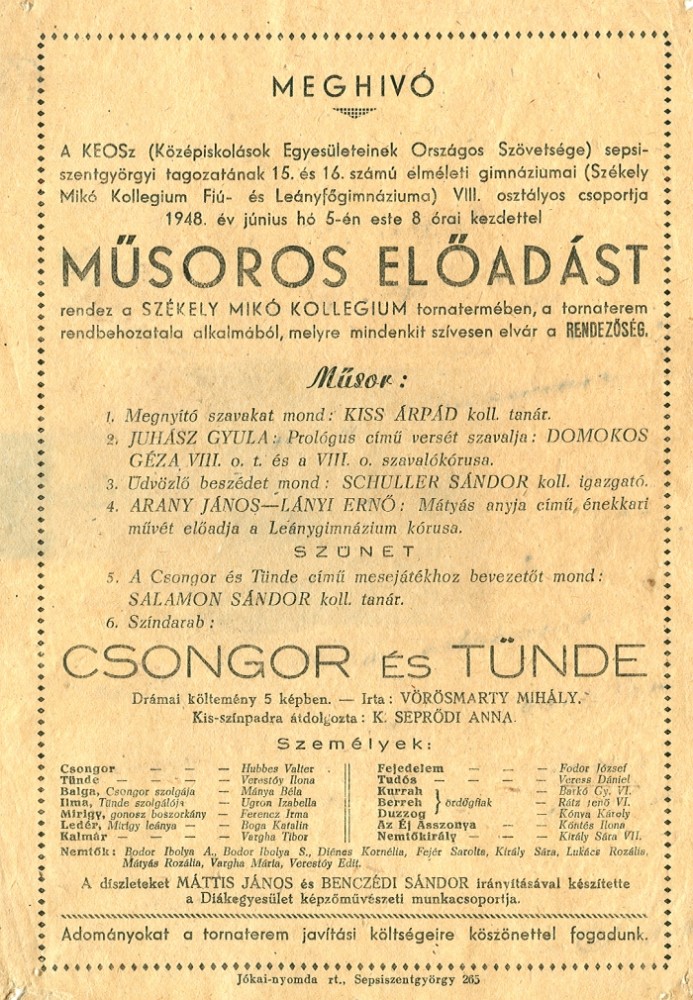 MEGHIVÓ
A KEOSz (Középiskolások Egyesületeinek Országos Szövetsége) sepsi-
szentgyörgyi tagozatának 15. és 16. számú elméleti gimnáziumai (Székely
Mikó Kollegium Fiú- és Leányfőgimnáziuma) VIII. osztályos csoportja
1948. év június hó 5-én este 8 órai kezdettel
MŰSOROS ELŐADÁST
rendez a SZÉKELY MIKÓ KOLLEGIUM tornatermében, a tornaterem
rendbehozatala alkalmából, melyre mindenkit szívesen elvár a RENDEZŐSÉG.
Műsor:
1. Megnyitó szavakat mond: KISS ÁRPÁD koll. tanár.
2. JUHÁSZ GYULA: Prológus című versét szavalja: DOMOKOS
GÉZA VIII. o. t. és a VIII. o. szavalókórusa.
3. Üdvözlő beszédet mond: SCHULLER SÁNDOR koll. igazgató.
4. ARANY JÁNOS—LÁNYI ERNŐ: Mátyás anyja című, énekkari
művét előadja a Leánygimnázium kórusa.
SZÜNET
5. A Csongor és Tünde című mesejátékhoz bevezetőt mond:
SALAMON SÁNDOR koll. tanár.
6. Színdarab:
CSONGOR ÉS TÜNDE
Drámai költemény 5 képben. — Irta: VÖRÖSMARTY MIHÁLY.
Kis-színpadra átdolgozta: K. SEPRŐDI ANNA.
Személyek:
Csongor — — — Hubbes Valter
Tünde — — — — Verestóy Ilona
Balga, Csongor szolgája — Mánya Béla
Ilma, Tünde szolgálója — Ugron Izabella
Mirigy, gonosz boszorkány — Ferencz Irma
Ledér, Mirigy leánya — — Boga Katalin
Kalmár — — — Vargha Tibor
Fejedelem — — — Fodor József
Tudós — — — — Veress Dániel
Kurrah — — Barkó Gy. VI.
Berreh } ördögfiak — Rátz Jenő VI.
Duzzog — — Kónya Károly
Az Éj Asszonya — — Köntés Ilona
Nemtőkirály — — — Király Sára VII.
Nemtők: Bodor Ibolya A., Bodor Ibolya S., Diénes Kornélia, Fejér Sarolta, Király Sára, Lukács Rozália,
Mátyás Rozália, Vargha Márta, Verestóy Edit.
A díszleteket MÁTTIS JÁNOS és BENCZÉDI SÁNDOR irányításával készítette
a Diákegyesület képzőművészeti munkacsoportja.
Adományokat a tornaterem javítási költségeire köszönettel fogadunk.
Jókai-nyomda rt., Sepsiszentgyörgy 265